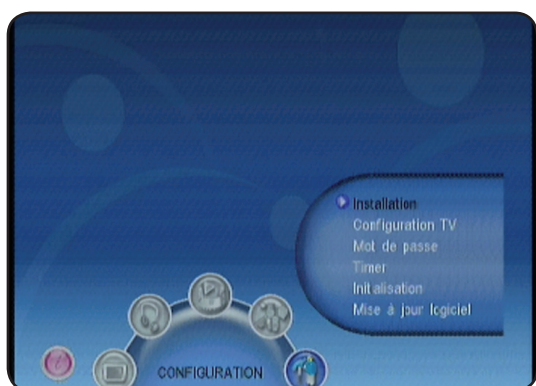 Installation
Configuration TV
Mot de passe
Timer
Initialisation
Mise à jour logiciel
CONFIGURATION